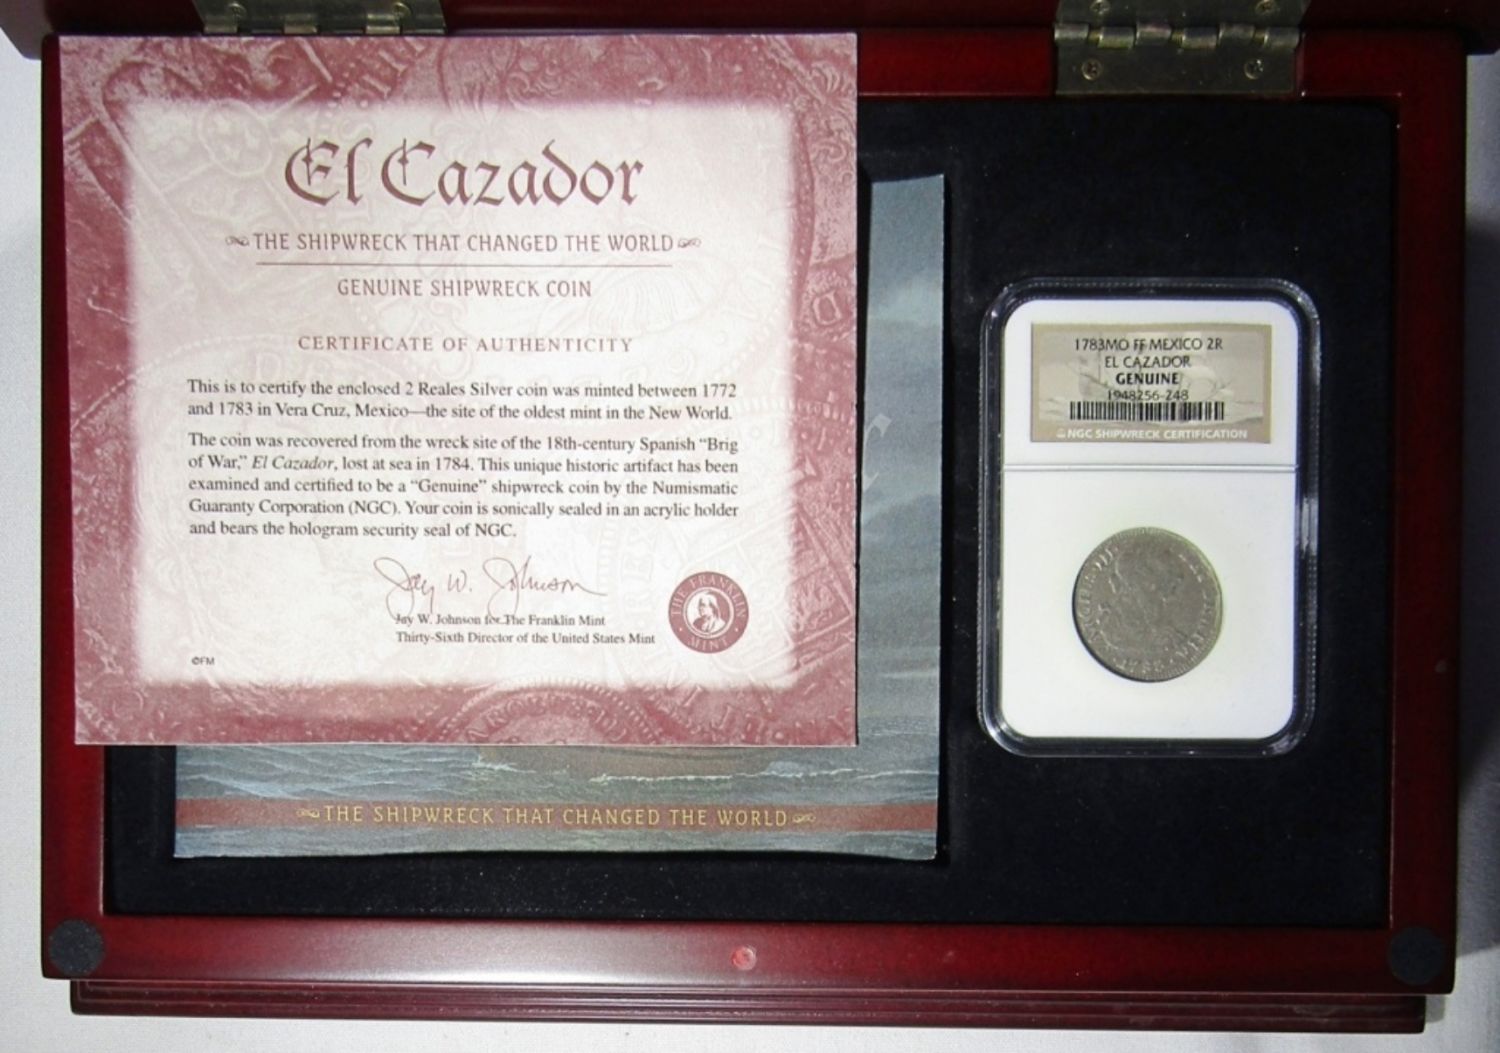 El Cazador
THE SHIPWRECK THAT CHANGED THE WORLD
GENUINE SHIPWRECK COIN
CERTIFICATE OF AUTHENTICITY
This is to certify the enclosed 2 Reales Silver coin was minted between 1772
and 1783 in Vera Cruz, Mexico—the site of the oldest mint in the New World.
The coin was recovered from the wreck site of the 18th-century Spanish “Brig
of War,” El Cazador, lost at sea in 1784. This unique historic artifact has been
examined and certified to be a “Genuine” shipwreck coin by the Numismatic
Guaranty Corporation (NGC). Your coin is sonically sealed in an acrylic holder
and bears the hologram security seal of NGC.
Jay W. Johnson
Jay W. Johnson for The Franklin Mint
Thirty-Sixth Director of the United States Mint
THE FRANKLIN MINT
©FM
THE SHIPWRECK THAT CHANGED THE WORLD
1783MO FF MEXICO 2R
EL CAZADOR
GENUINE
1948256-248
NGC SHIPWRECK CERTIFICATION
1783